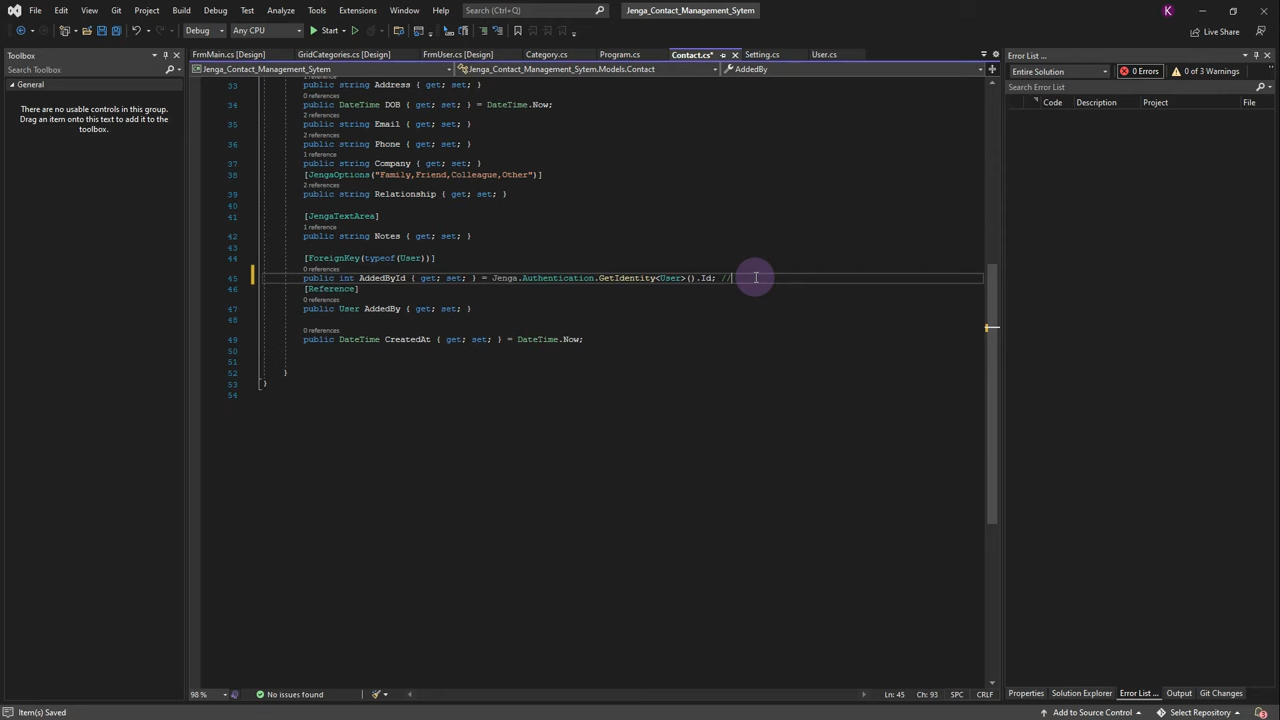 File Edit View Git Project Build Debug Test Analyze Tools Extensions Window Help Search (Ctrl+Q) Jenga_Contact_Management_Sytem K
Debug Any CPU Start Live Share
Toolbox
Search Toolbox
General
There are no usable controls in this group.
Drag an item onto this text to add it to the
toolbox.
FrmMain.cs [Design] GridCategories.cs [Design] FrmUser.cs [Design] Category.cs Program.cs Contact.cs* Setting.cs User.cs
Jenga_Contact_Management_Sytem Jenga_Contact_Management_Sytem.Models.Contact AddedBy
33 public string Address { get; set; }
0 references
34 public DateTime DOB { get; set; } = DateTime.Now;
2 references
35 public string Email { get; set; }
2 references
36 public string Phone { get; set; }
1 reference
37 public string Company { get; set; }
38 [JengaOptions("Family,Friend,Colleague,Other")]
2 references
39 public string Relationship { get; set; }
40
41 [JengaTextArea]
1 reference
42 public string Notes { get; set; }
43
44 [ForeignKey(typeof(User))]
0 references
45 public int AddedById { get; set; } = Jenga.Authentication.GetIdentity<User>().Id; //
46 [Reference]
0 references
47 public User AddedBy { get; set; }
48
0 references
49 public DateTime CreatedAt { get; set; } = DateTime.Now;
50
51
52 }
53 }
54
98 % No issues found Ln: 45 Ch: 93 SPC CRLF
Error List ...
Entire Solution 0 Errors 0 of 3 Warnings
Search Error List
Code Description Project File
Properties Solution Explorer Error List ... Output Git Changes
Item(s) Saved Add to Source Control Select Repository